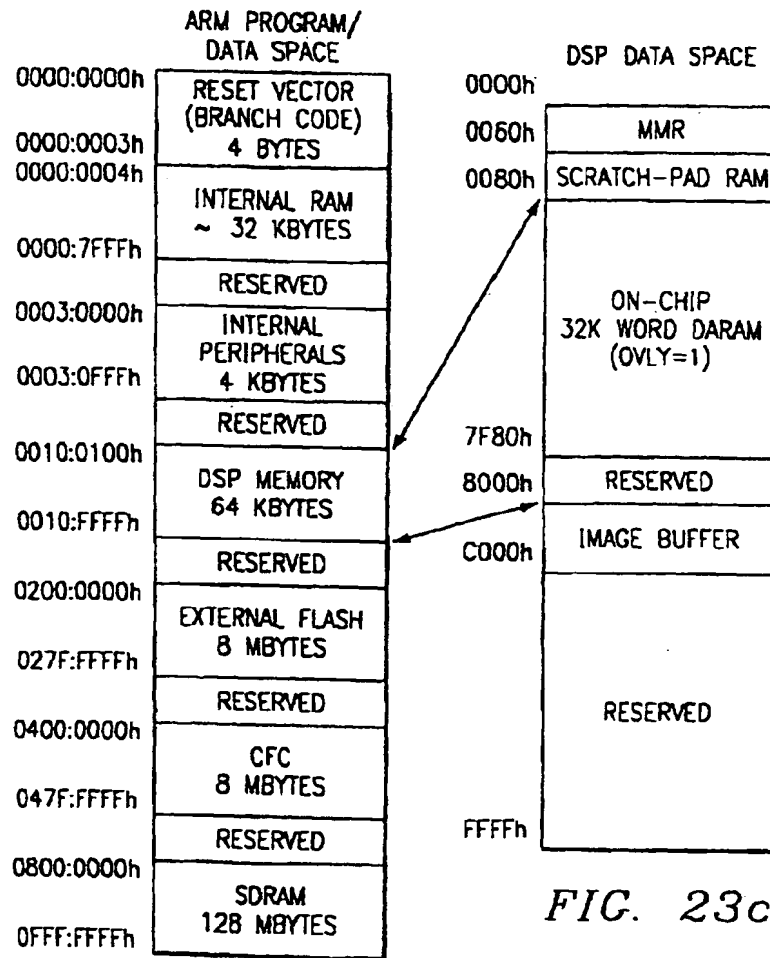 ARM PROGRAM/
DATA SPACE
0000:0000h
RESET VECTOR
(BRANCH CODE)
4 BYTES
0000:0003h
0000:0004h
INTERNAL RAM
~ 32 KBYTES
0000:7FFFh
RESERVED
0003:0000h
INTERNAL
PERIPHERALS
4 KBYTES
0003:0FFFh
RESERVED
0010:0100h
DSP MEMORY
64 KBYTES
0010:FFFFh
RESERVED
0200:0000h
EXTERNAL FLASH
8 MBYTES
027F:FFFFh
RESERVED
0400:0000h
CFC
8 MBYTES
047F:FFFFh
RESERVED
0800:0000h
SDRAM
128 MBYTES
0FFF:FFFFh
DSP DATA SPACE
0000h
MMR
0060h
SCRATCH-PAD RAM
0080h
ON-CHIP
32K WORD DARAM
(OVLY=1)
7F80h
RESERVED
8000h
IMAGE BUFFER
C000h
RESERVED
FFFFh
FIG. 23c